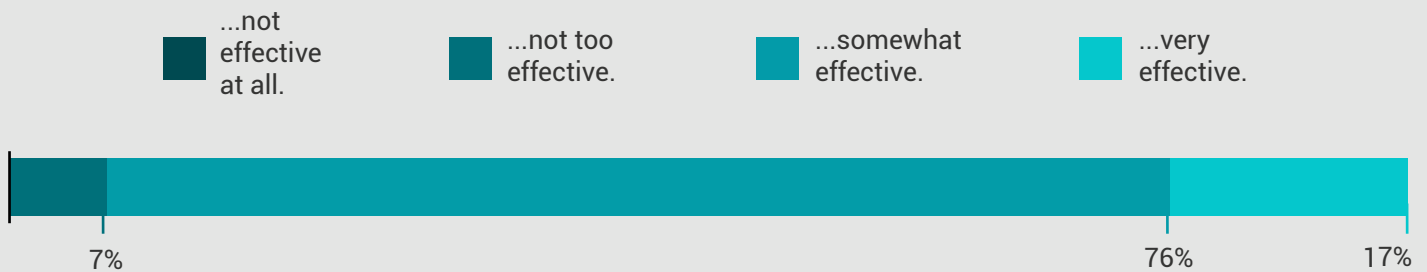 ...not
effective
at all.
...not too
effective.
...somewhat
effective.
...very
effective.
7%
76%
17%